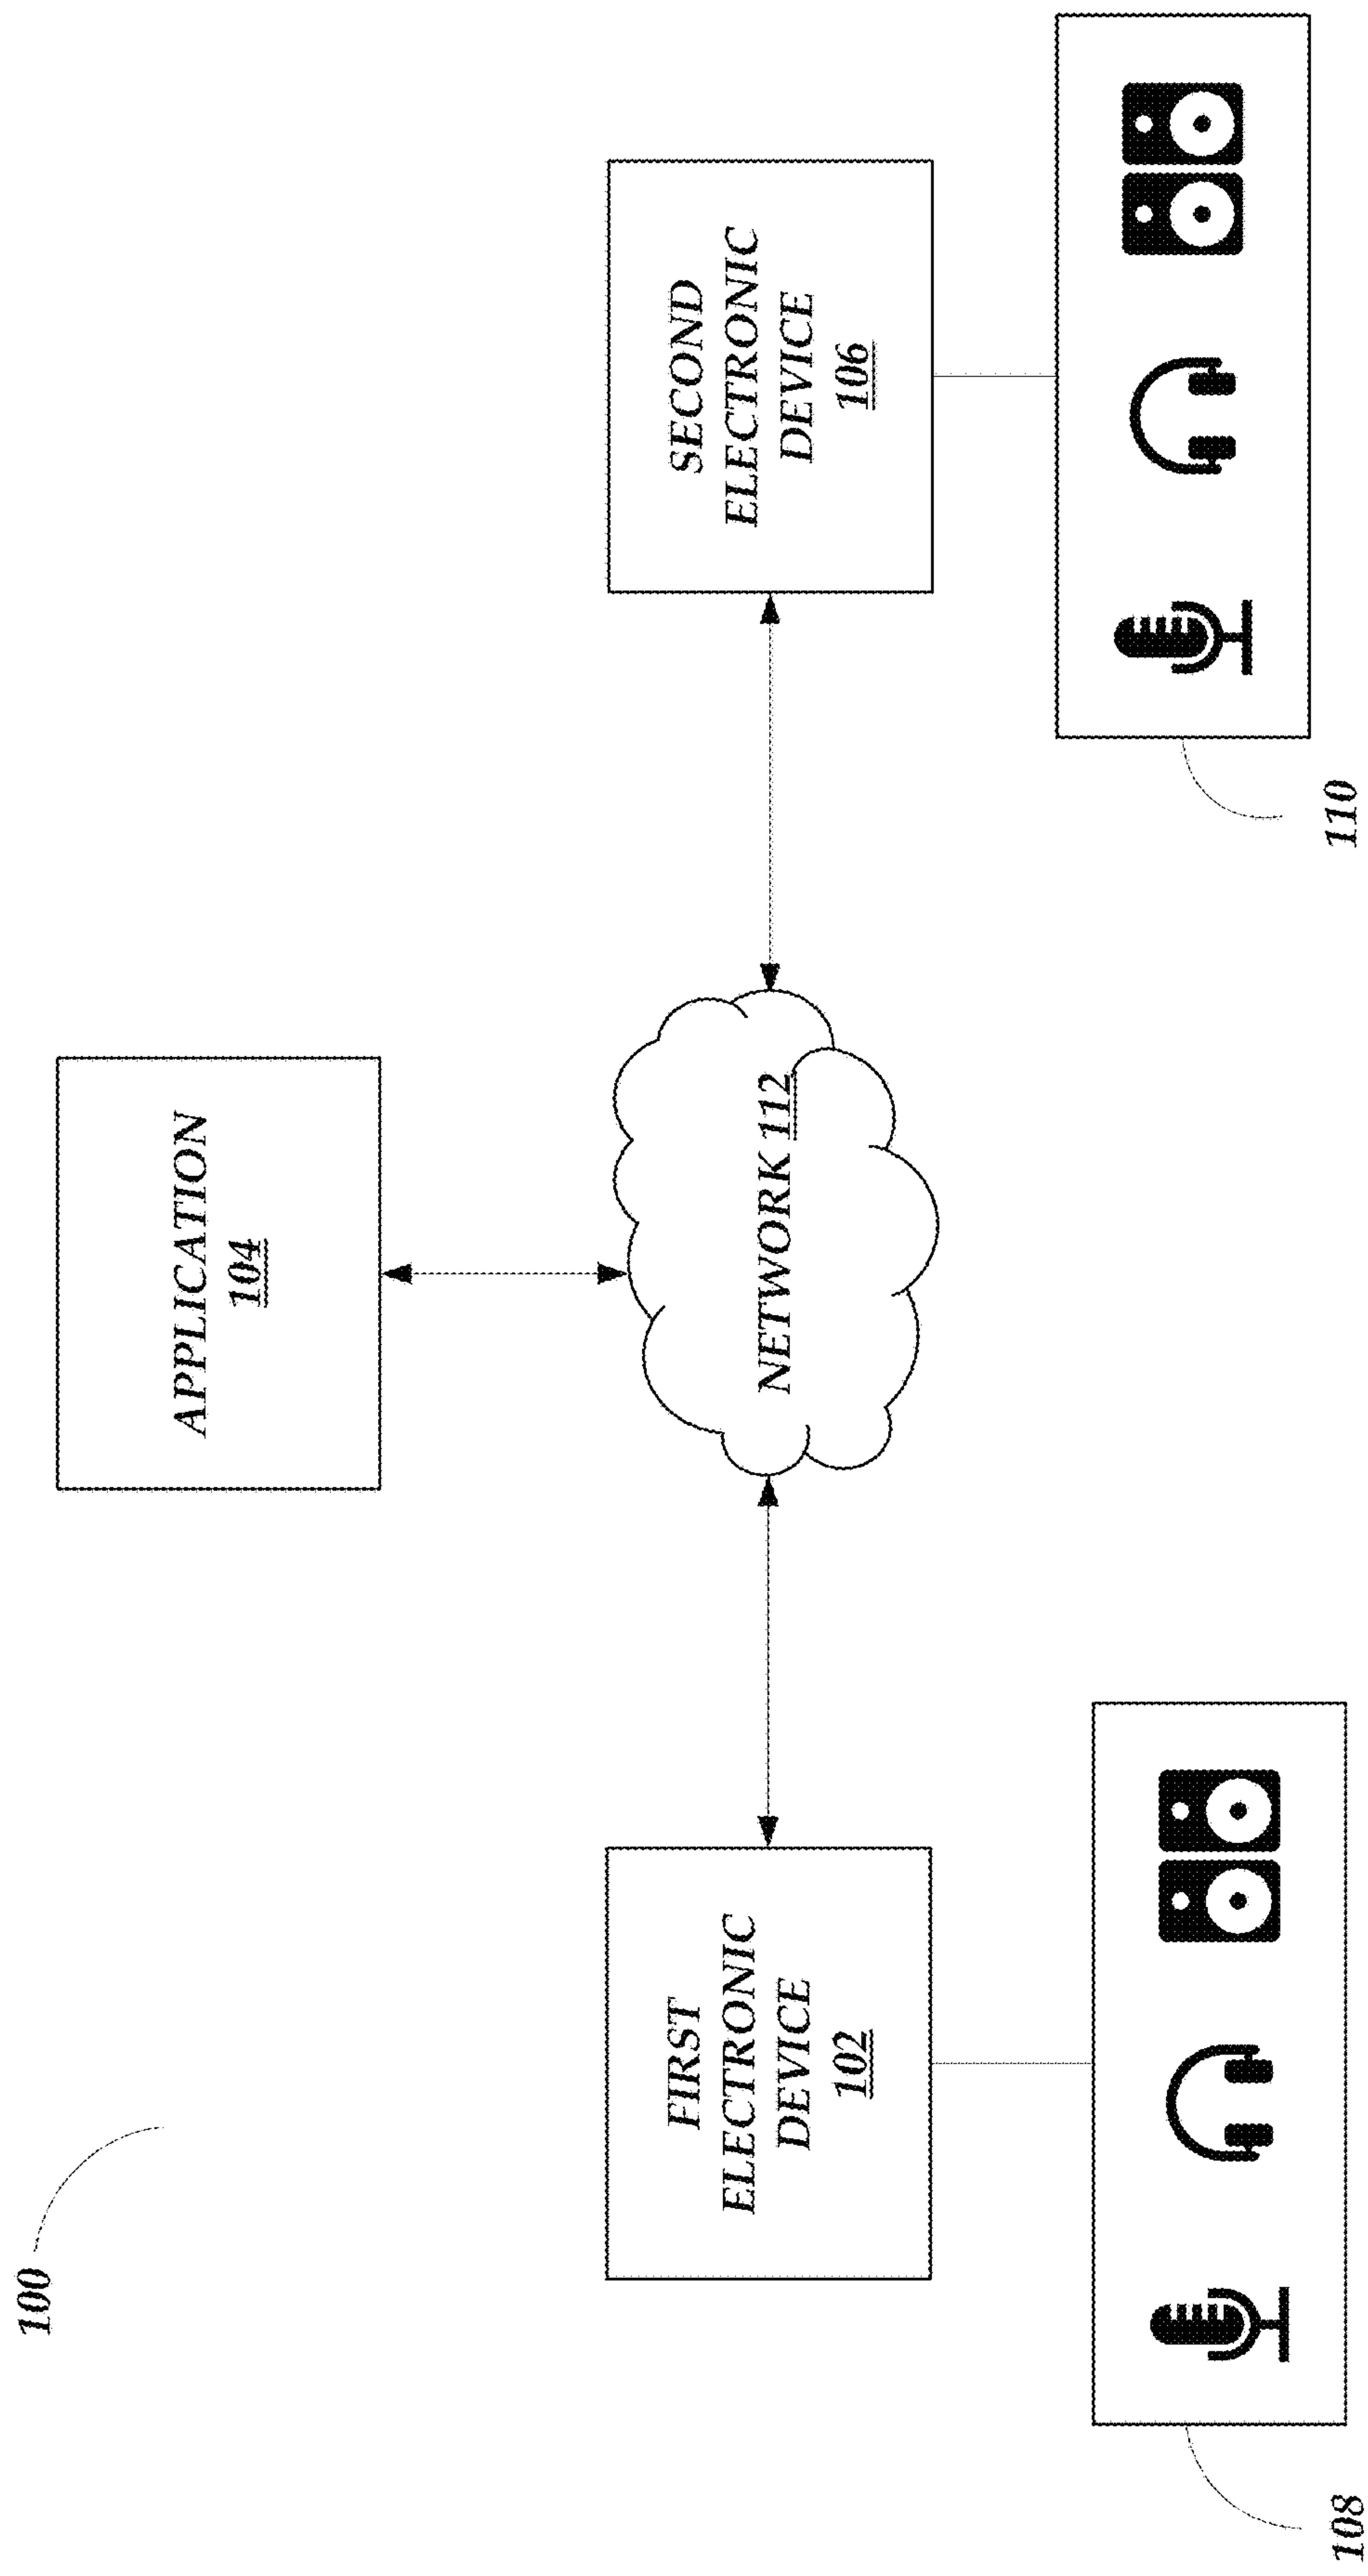 100
APPLICATION
104
FIRST
ELECTRONIC
DEVICE
102
NETWORK 112
SECOND
ELECTRONIC
DEVICE
106
108
110